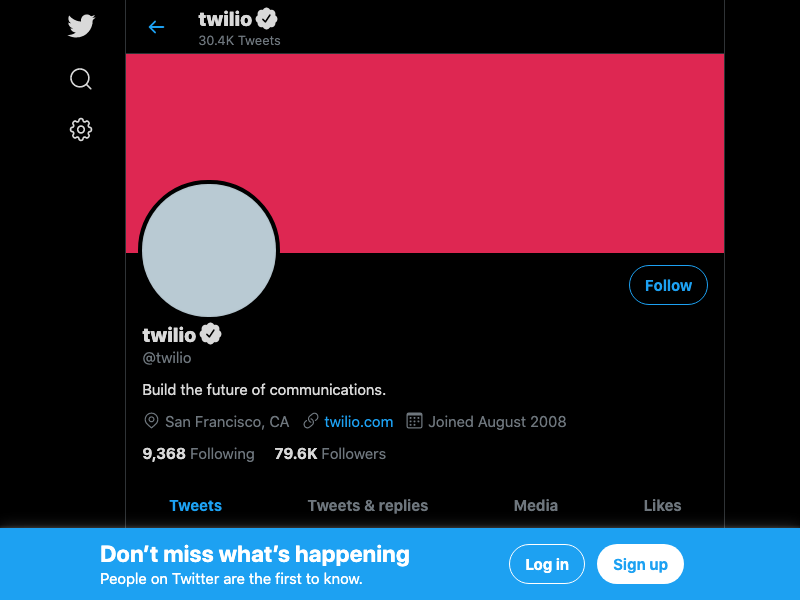 twilio
30.4K Tweets
Follow
twilio
@twilio
Build the future of communications.
San Francisco, CA twilio.com Joined August 2008
9,368 Following 79.6K Followers
Tweets Tweets & replies Media Likes
Don't miss what's happening
People on Twitter are the first to know.
Log in Sign up